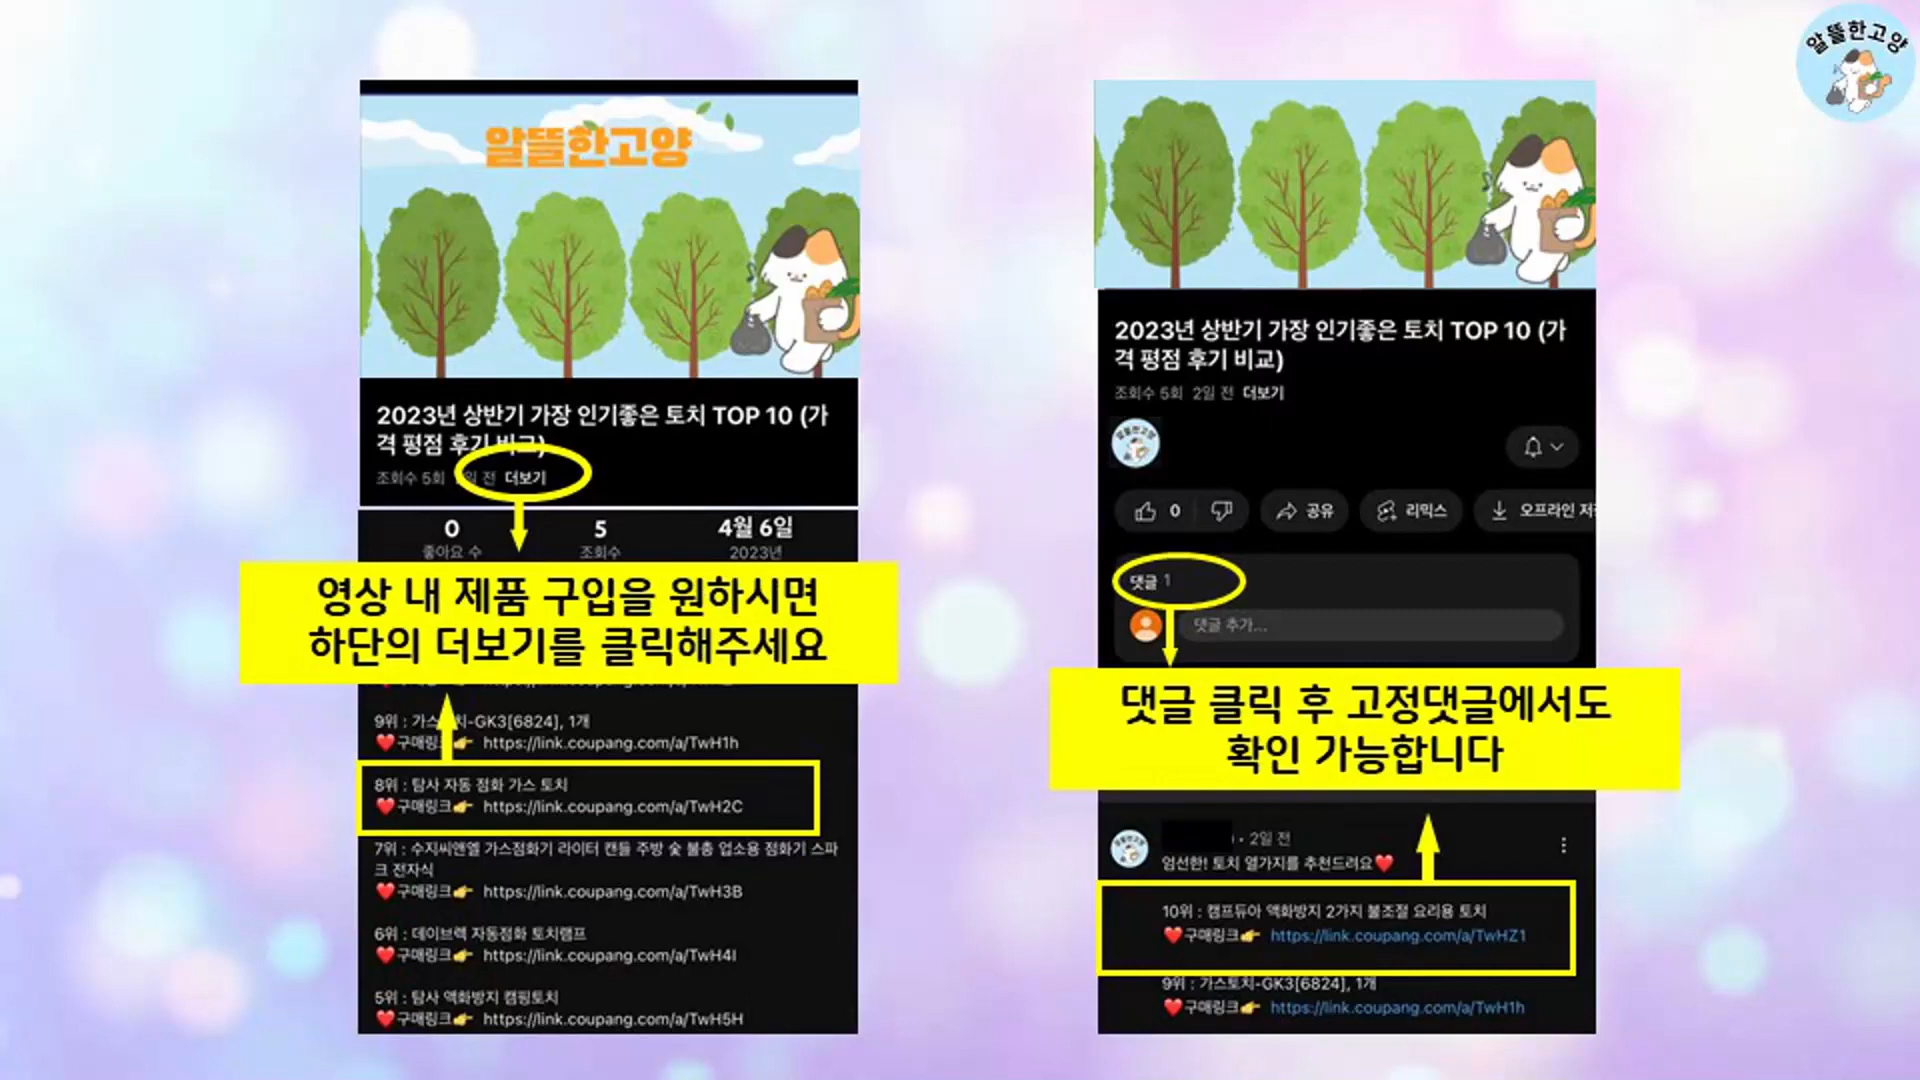 알뜰한고양
알뜰한고양
2023년 상반기 가장 인기좋은 토치 TOP 10 (가
격 평점 후기 비교)
조회수 5회 일 전 더보기
0 5 4월 6일
좋아요 수 조회수 2023년
영상 내 제품 구입을 원하시면
하단의 더보기를 클릭해주세요
9위 : 가스토치-GK3[6824], 1개
❤️구매링크👉 https://link.coupang.com/a/TwH1h
8위 : 탐사 자동 점화 가스 토치
❤️구매링크👉 https://link.coupang.com/a/TwH2C
7위 : 수지씨앤엘 가스점화기 라이터 캔들 주방 숯 불총 업소용 점화기 스파
크 전자식
❤️구매링크👉 https://link.coupang.com/a/TwH3B
6위 : 데이브렉 자동점화 토치램프
❤️구매링크👉 https://link.coupang.com/a/TwH4I
5위 : 탐사 액화방지 캠핑토치
❤️구매링크👉 https://link.coupang.com/a/TwH5H
2023년 상반기 가장 인기좋은 토치 TOP 10 (가
격 평점 후기 비교)
조회수 5회 2일 전 더보기
알뜰한고양
0 공유 리믹스 오프라인 저
댓글 1
댓글 추가...
댓글 클릭 후 고정댓글에서도
확인 가능합니다
알뜰한고양
• 2일 전
엄선한! 토치 열가지를 추천드려요❤️
10위 : 캠프듀아 액화방지 2가지 불조절 요리용 토치
❤️구매링크👉 https://link.coupang.com/a/TwHZ1
9위 : 가스토치-GK3[6824], 1개
❤️구매링크👉 https://link.coupang.com/a/TwH1h